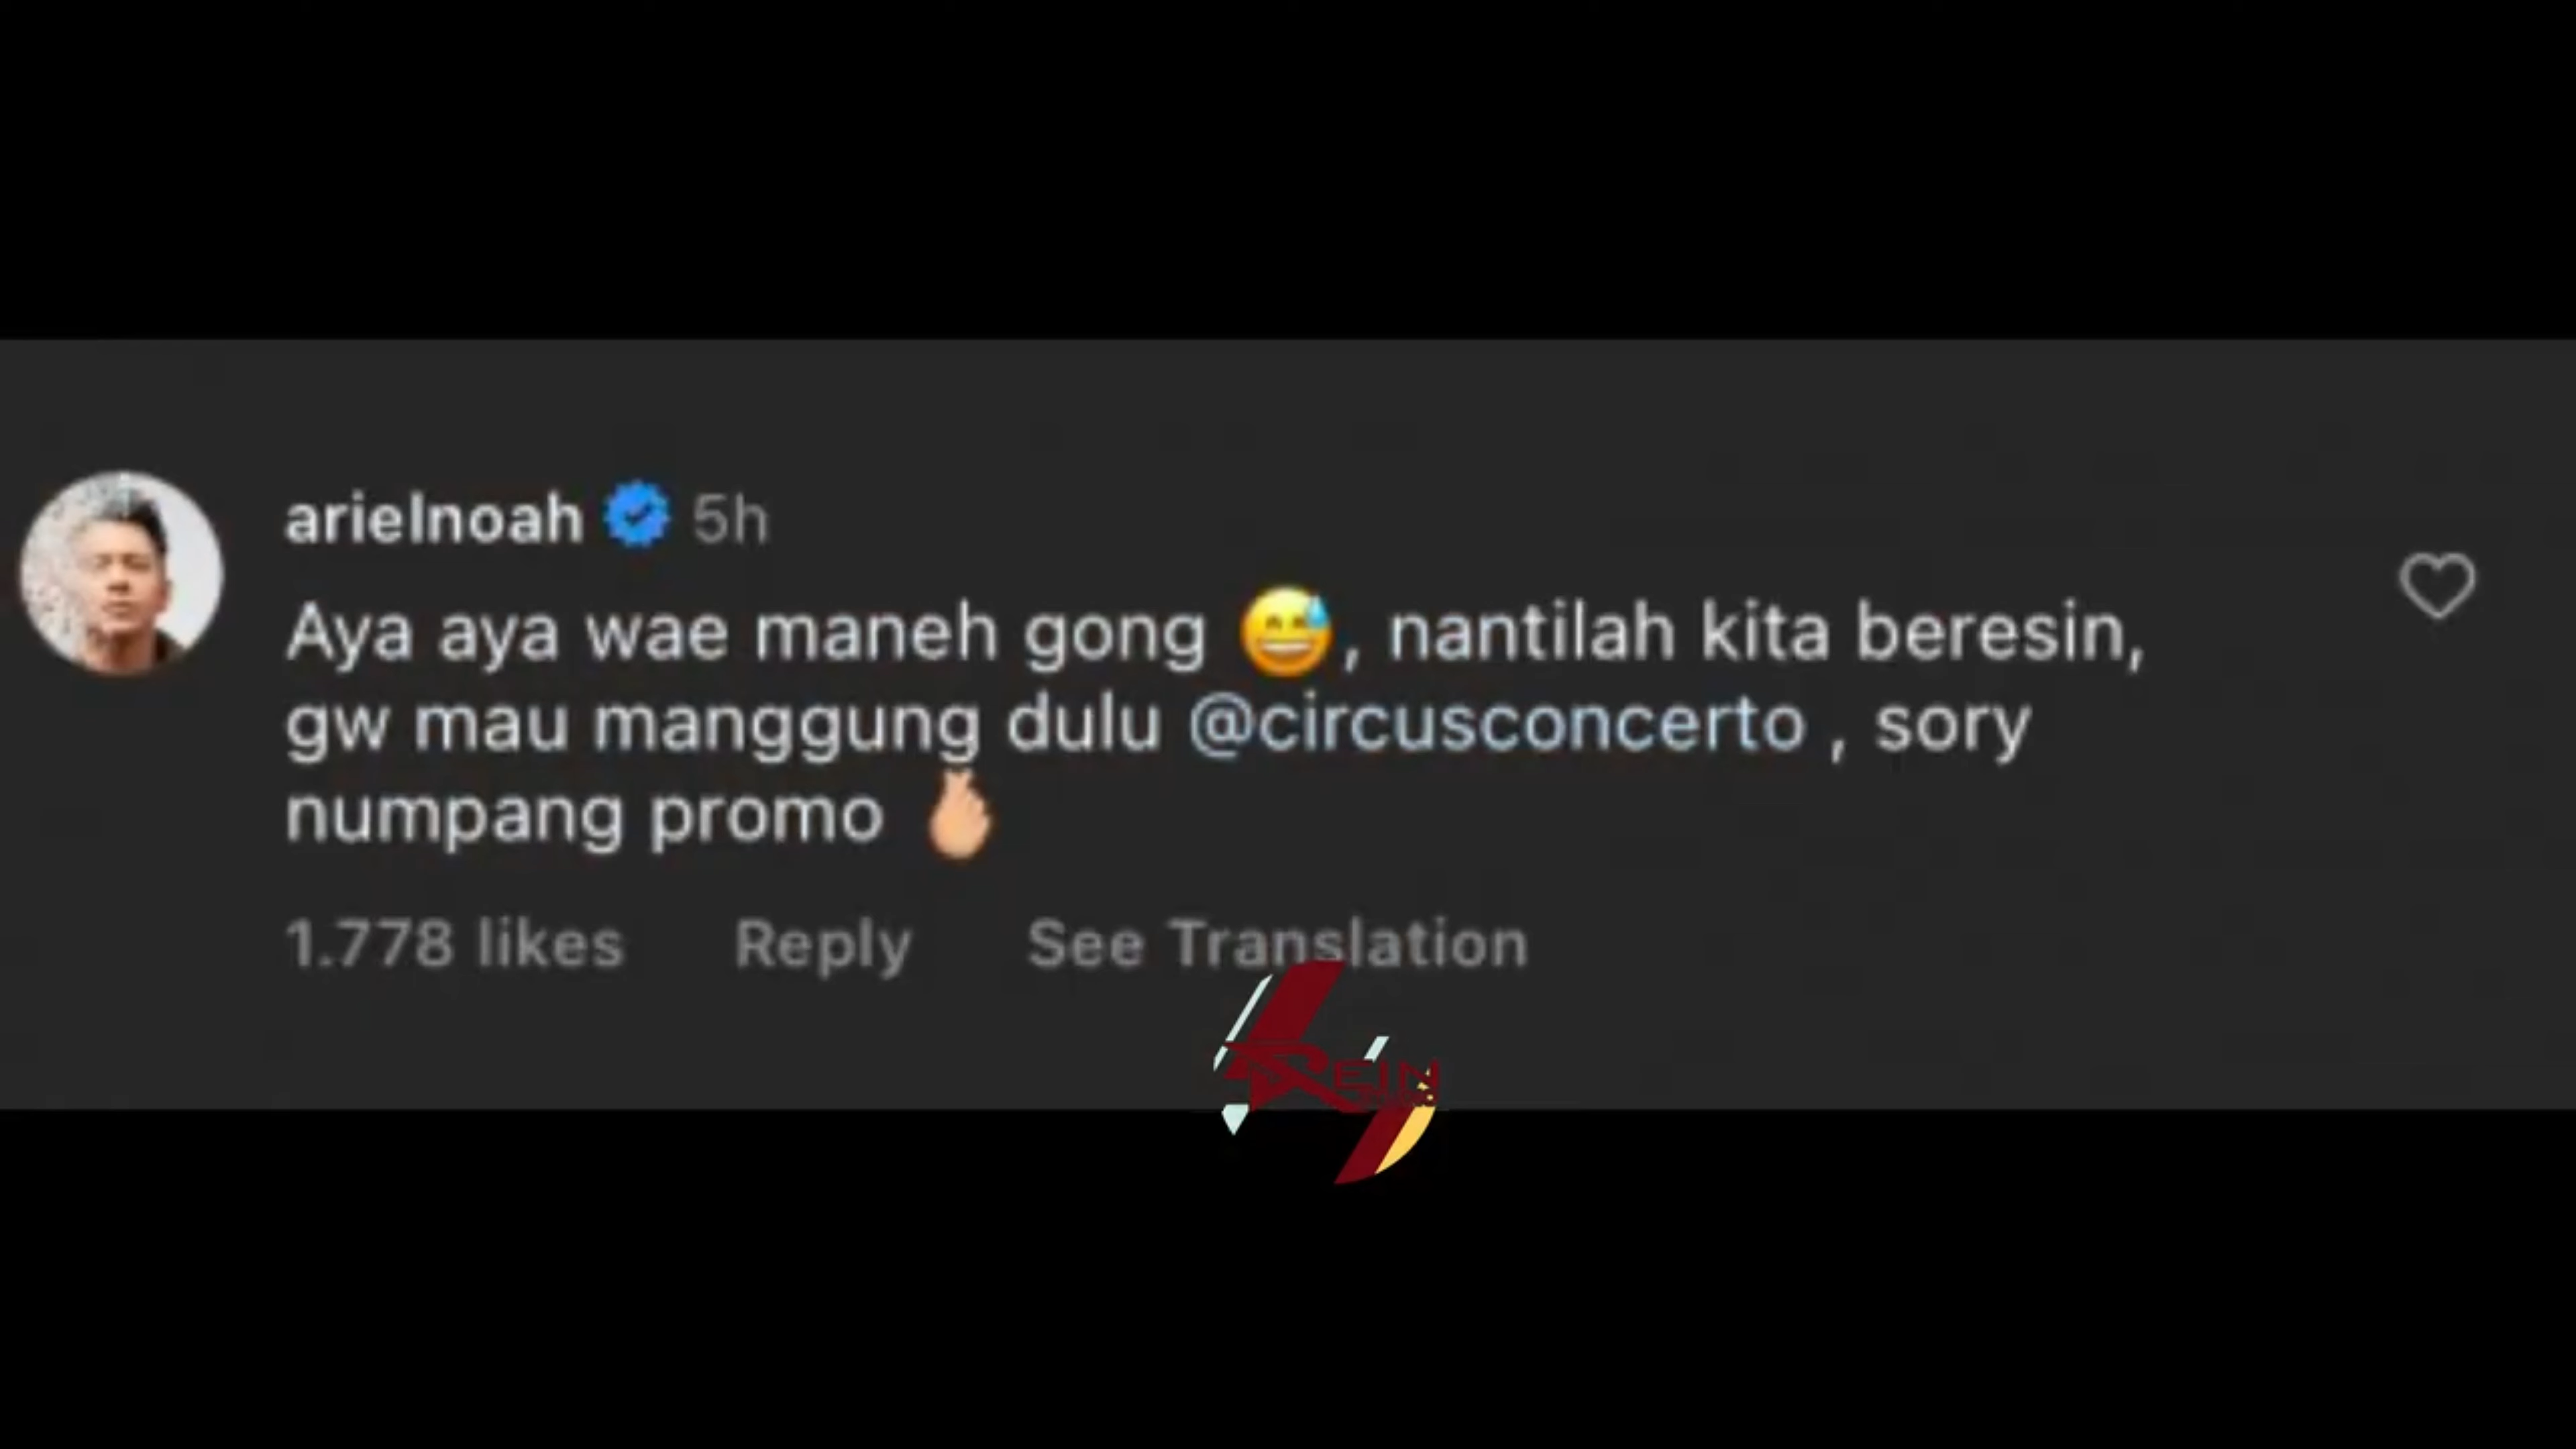 arielnoah 5h
Aya aya wae maneh gong 😅, nantilah kita beresin,
gw mau manggung dulu @circusconcerto , sory
numpang promo 🫰🏼
1.778 likes Reply See Translation
REIN